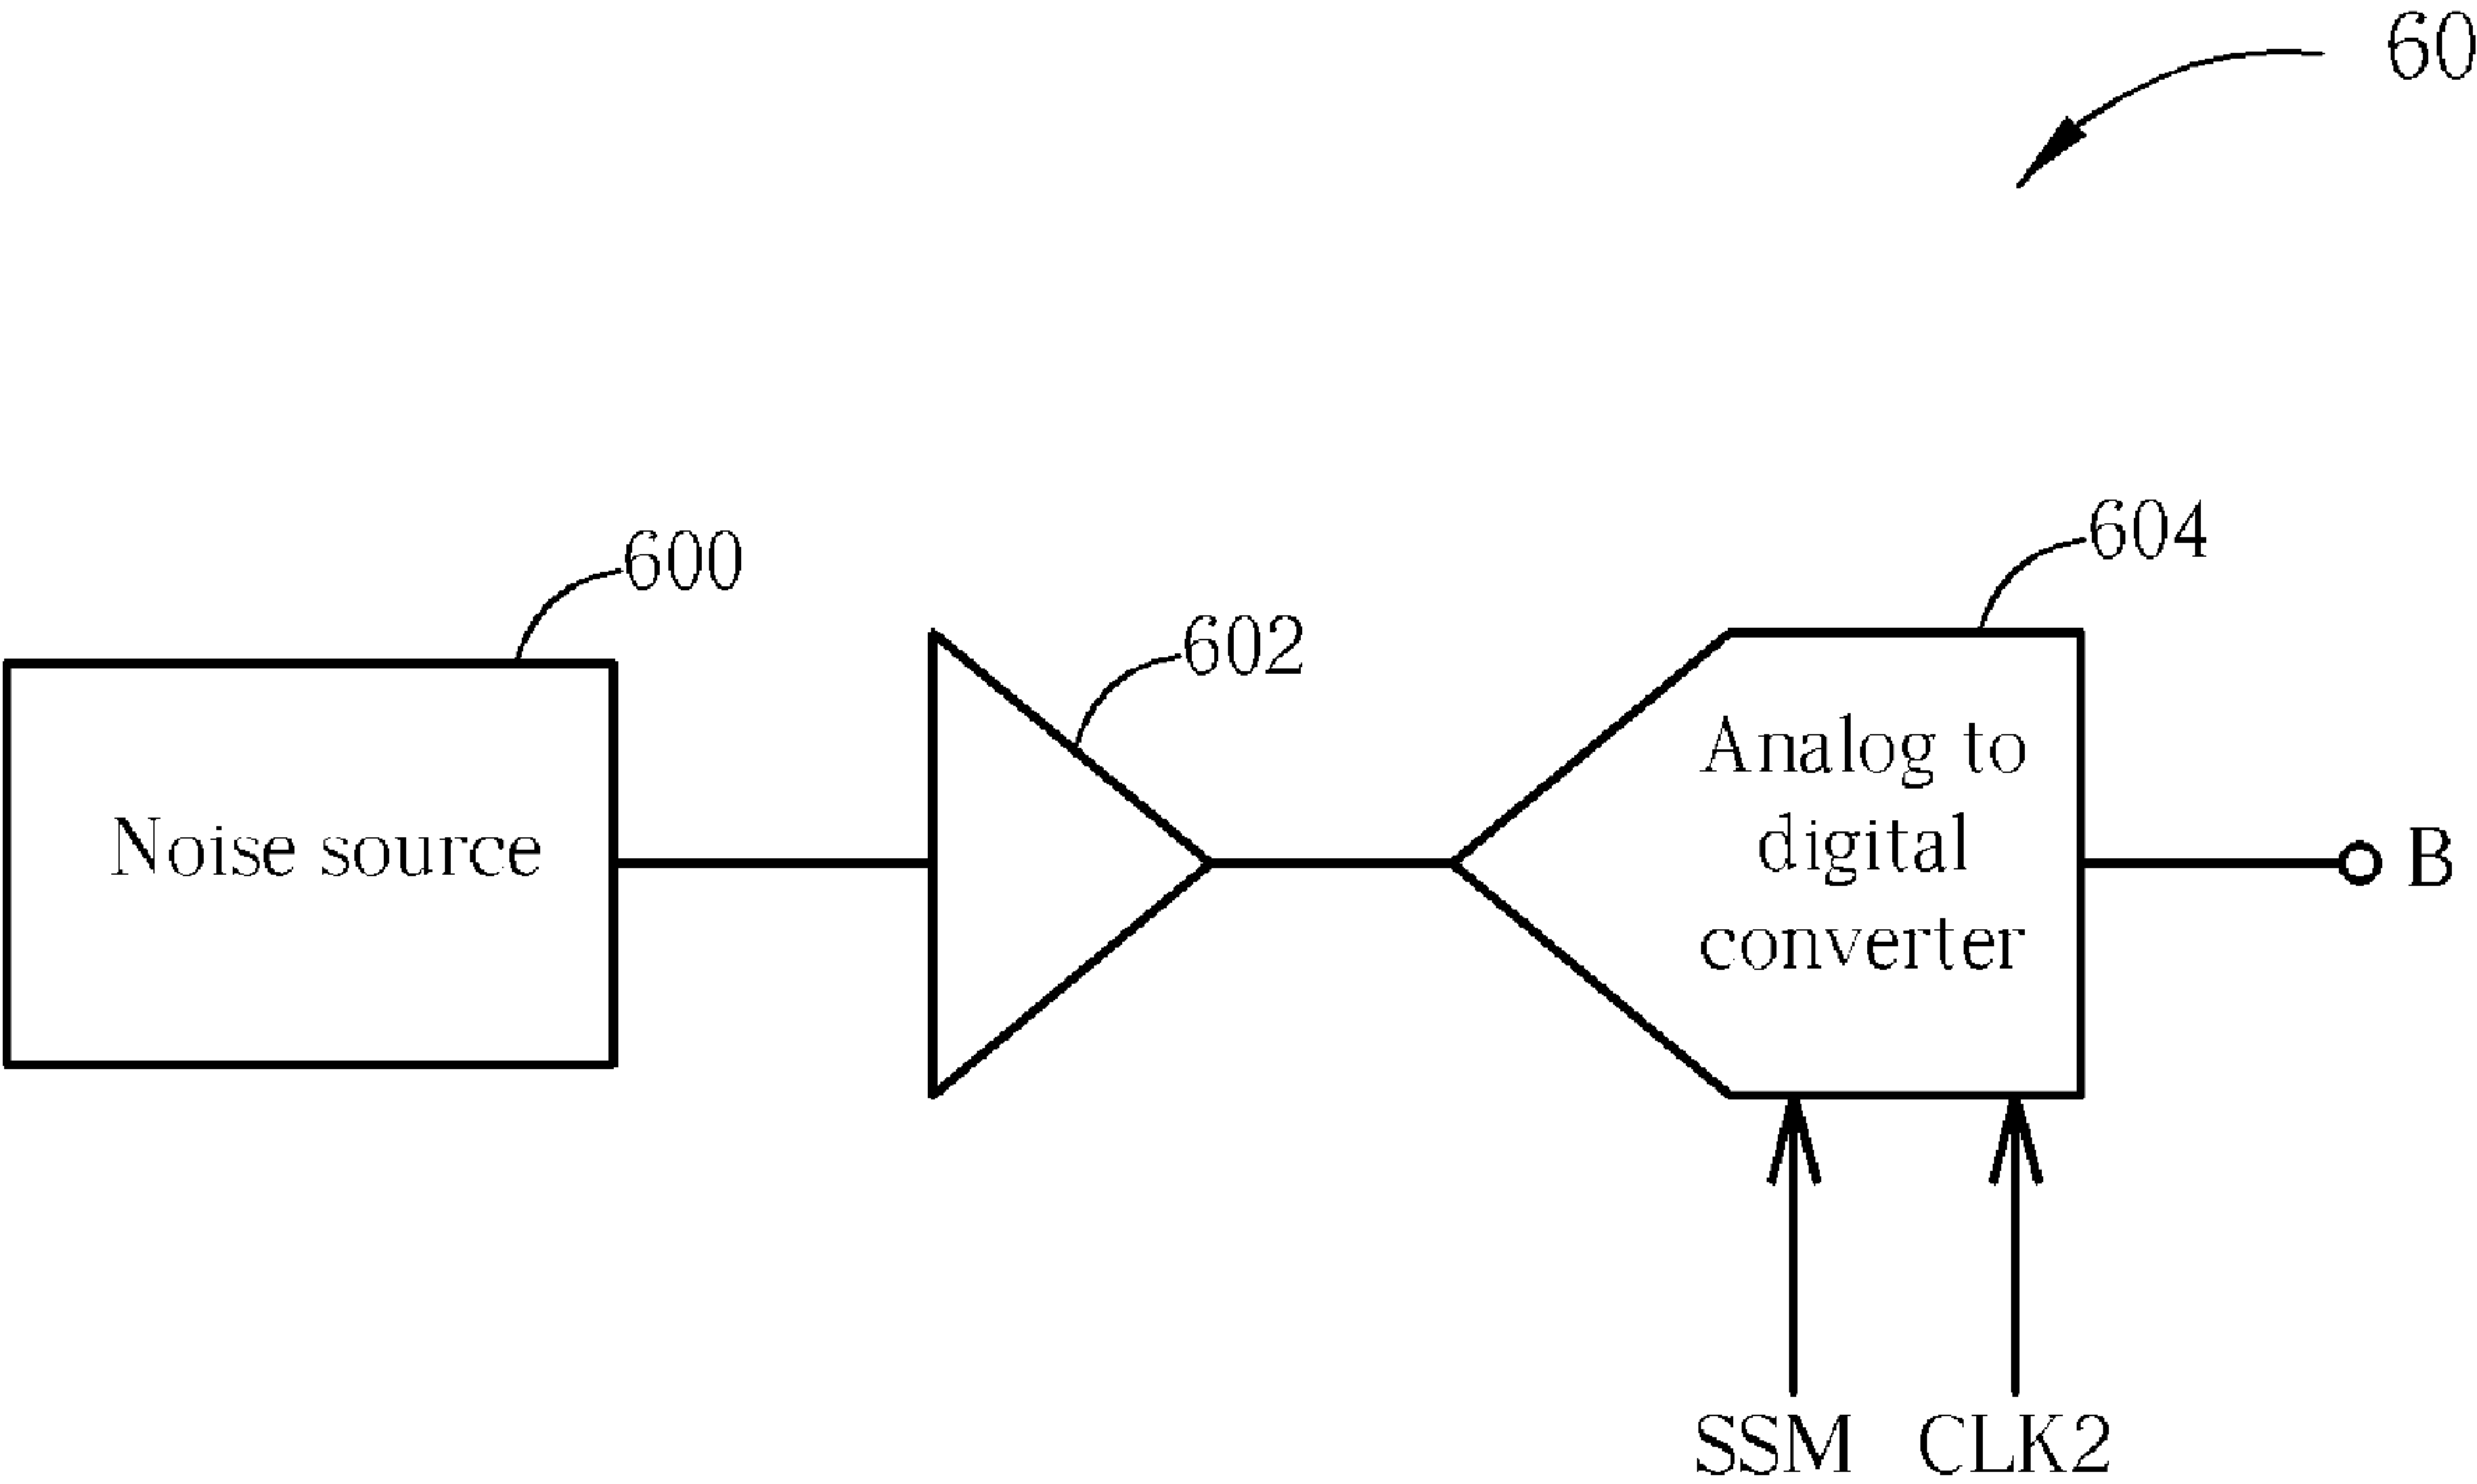 60
600
602
604
Noise source
Analog to
digital
converter
B
SSM CLK2